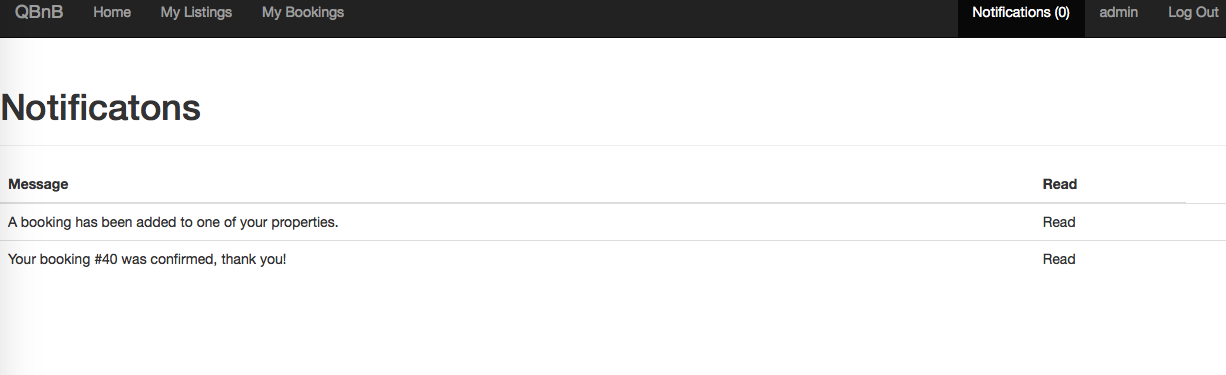 QBnB Home My Listings My Bookings Notifications (0) admin Log Out
Notificatons
Message Read
A booking has been added to one of your properties. Read
Your booking #40 was confirmed, thank you! Read